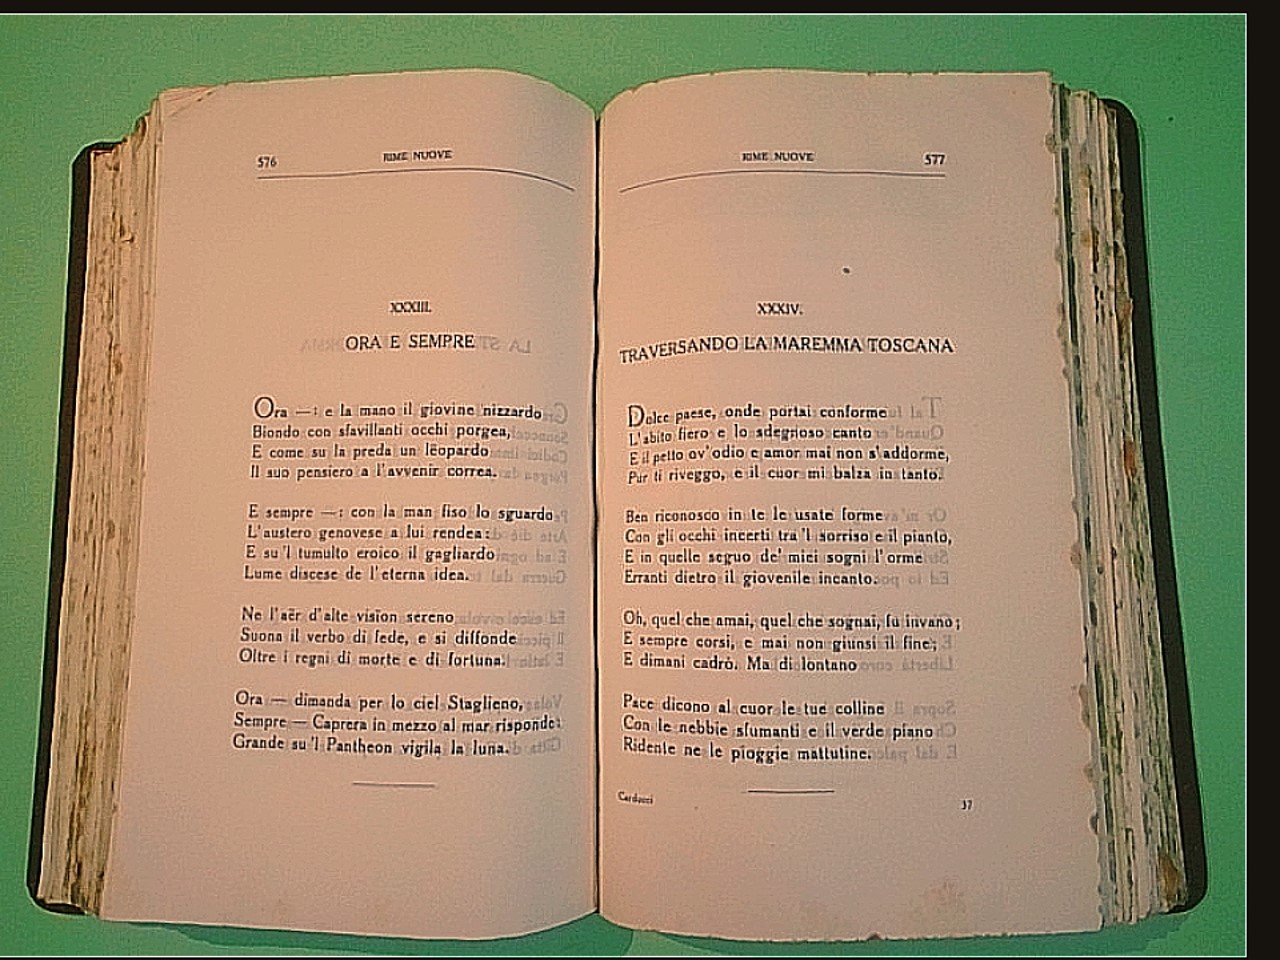 576
RIME NUOVE
XXXIII.
ORA E SEMPRE
Ora —: e la mano il giovine nizzardo
Biondo con sfavillanti occhi porgea,
E come su la preda un lëopardo
Il suo pensiero a l'avvenir correa.
E sempre —: con la man fiso lo sguardo
L'austero genovese a lui rendea:
E su 'l tumulto eroico il gagliardo
Lume discese de l'eterna idea.
Ne l'aër d'alte visïon sereno
Suona il verbo di fede, e si diffonde
Oltre i regni di morte e di fortuna.
Ora — dimanda per lo ciel Staglieno,
Sempre — Caprera in mezzo al mar risponde:
Grande su 'l Pantheon vigila la luna.
RIME NUOVE
577
XXXIV.
TRAVERSANDO LA MAREMMA TOSCANA
Dolce paese, onde portai conforme
L'abito fiero e lo sdegnoso canto
E il petto ov'odio e amor mai non s'addorme,
Pur ti riveggo, e il cuor mi balza in tanto.
Ben riconosco in te le usate forme
Con gli occhi incerti tra 'l sorriso e il pianto,
E in quelle seguo de' miei sogni l'orme
Erranti dietro il giovenile incanto.
Oh, quel che amai, quel che sognai, fu invano;
E sempre corsi, e mai non giunsi il fine;
E dimani cadrò. Ma di lontano
Pace dicono al cuor le tue colline
Con le nebbie sfumanti e il verde piano
Ridente ne le pioggie mattutine.
Carducci
37